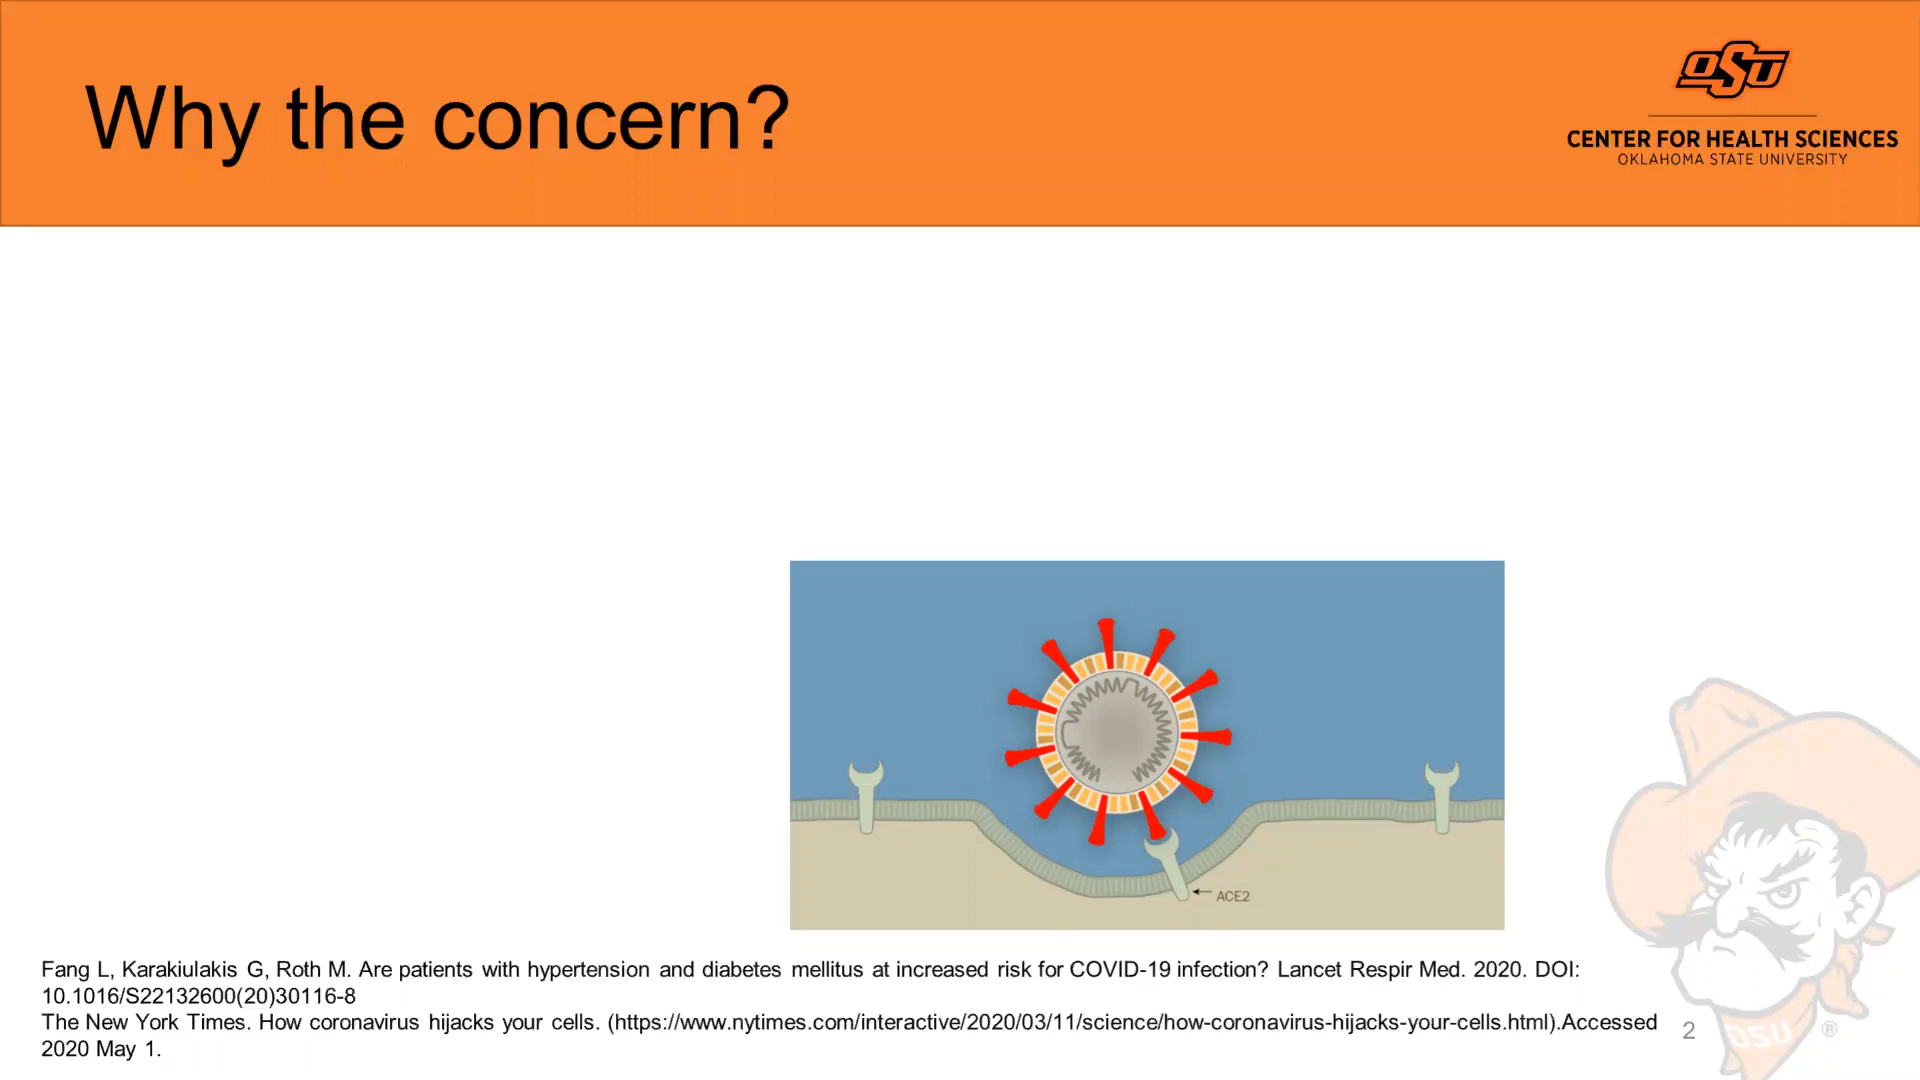 Why the concern?
OSU
CENTER FOR HEALTH SCIENCES
OKLAHOMA STATE UNIVERSITY
ACE2
Fang L, Karakiulakis G, Roth M. Are patients with hypertension and diabetes mellitus at increased risk for COVID-19 infection? Lancet Respir Med. 2020. DOI:
10.1016/S22132600(20)30116-8
The New York Times. How coronavirus hijacks your cells. (https://www.nytimes.com/interactive/2020/03/11/science/how-coronavirus-hijacks-your-cells.html).Accessed
2020 May 1.
2
OSU ®